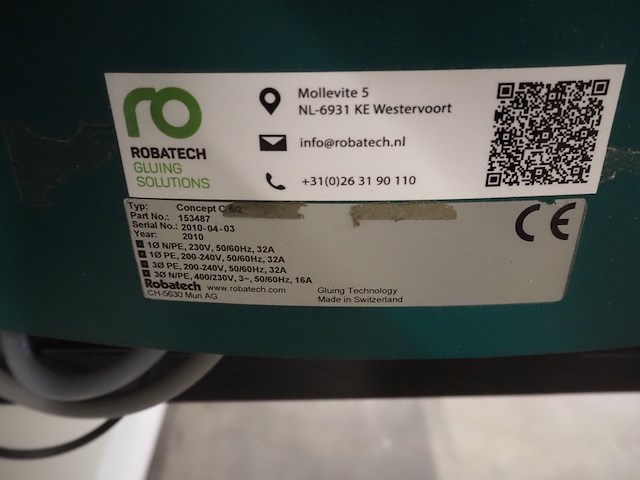 ro
ROBATECH
GLUING
SOLUTIONS
Mollevite 5
NL-6931 KE Westervoort
info@robatech.nl
+31(0)26 31 90 110
Typ: Concept C 5/2
Part No.: 153487
Serial No.: 2010-04-03
Year: 2010
1Ø N/PE, 230V, 50/60Hz, 32A
1Ø PE, 200-240V, 50/60Hz, 32A
3Ø PE, 200-240V, 50/60Hz, 32A
3Ø N/PE, 400/230V, 3~, 50/60Hz, 16A
Robatech www.robatech.com
CH-5630 Muri AG
Gluing Technology
Made in Switzerland
CE